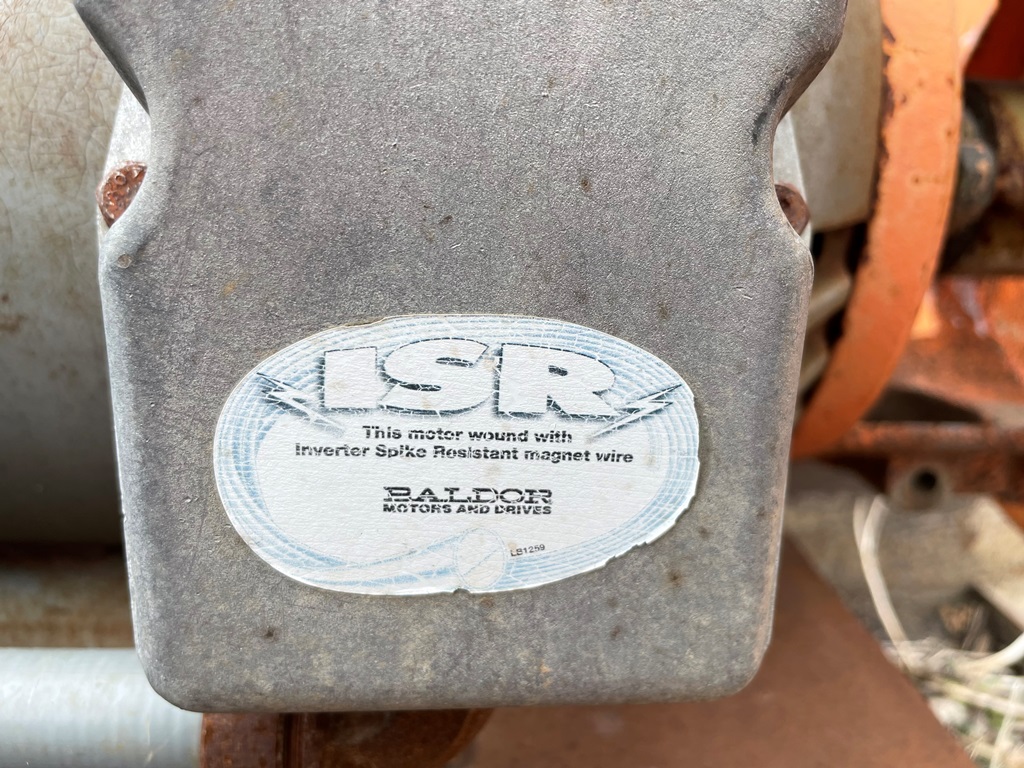 ISR
This motor wound with
Inverter Spike Resistant magnet wire
BALDOR
MOTORS AND DRIVES
LB1259